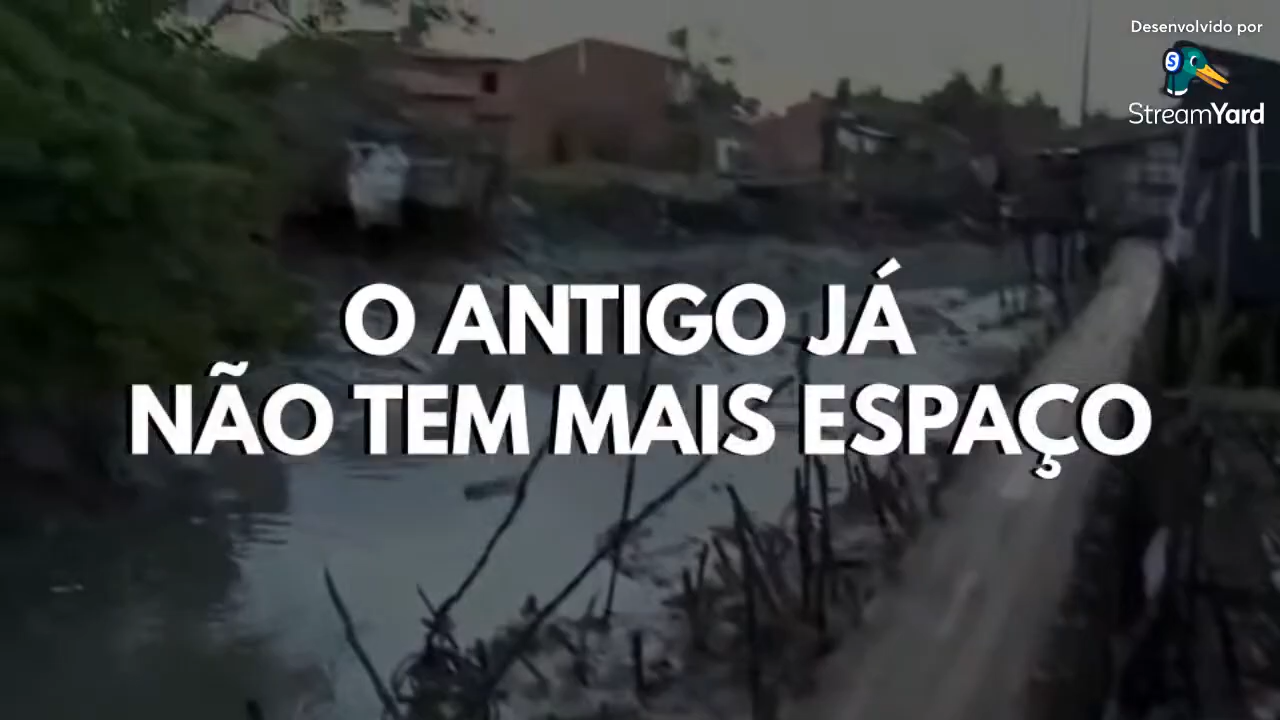 Desenvolvido por
StreamYard
O ANTIGO JÁ
NÃO TEM MAIS ESPAÇO